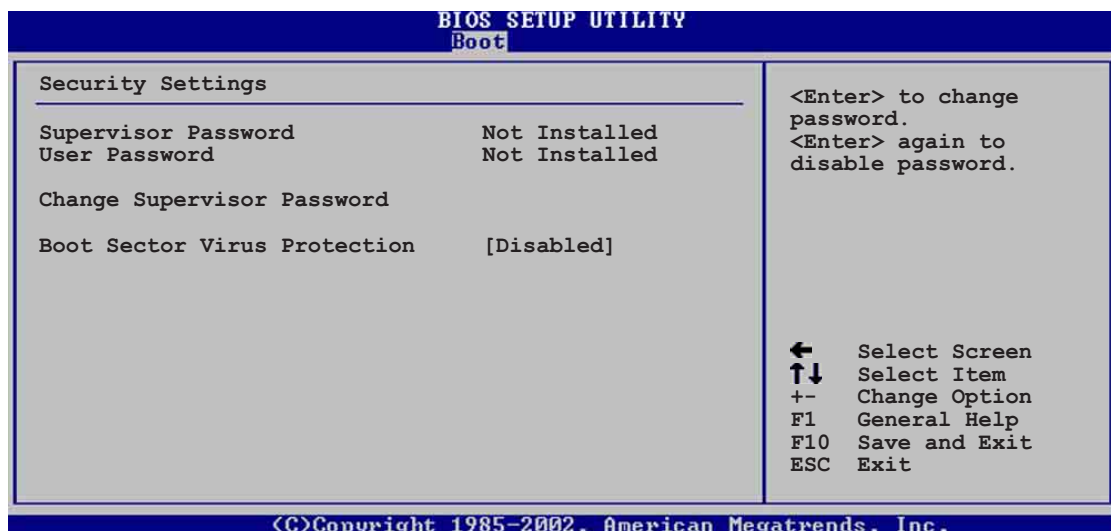 BIOS SETUP UTILITY
Boot
Security Settings
Supervisor Password Not Installed
User Password Not Installed
Change Supervisor Password
Boot Sector Virus Protection [Disabled]
<Enter> to change
password.
<Enter> again to
disable password.
← Select Screen
↑↓ Select Item
+- Change Option
F1 General Help
F10 Save and Exit
ESC Exit
(C)Copyright 1985-2002, American Megatrends, Inc.